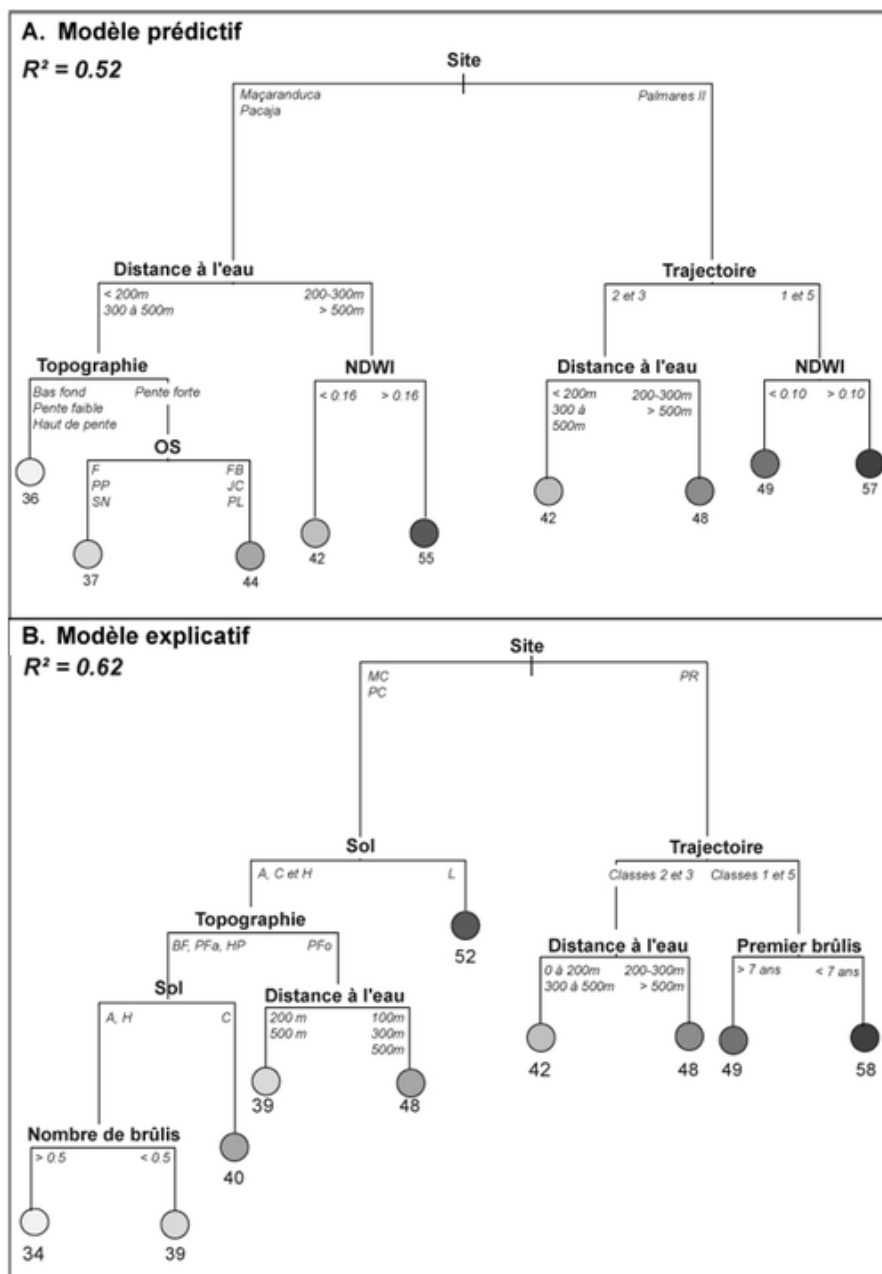 A. Modèle prédictif
R² = 0.52
Site
Maçaranduca
Pacaja
Palmares II
Distance à l'eau
Trajectoire
< 200m
300 à 500m
200-300m
> 500m
2 et 3
1 et 5
Topographie
NDWI
Distance à l'eau
NDWI
Bas fond
Pente faible
Haut de pente
Pente forte
< 0.16
> 0.16
< 200m
300 à
500m
200-300m
> 500m
< 0.10
> 0.10
OS
F
PP
SN
FB
JC
PL
36
37
44
42
55
42
48
49
57
B. Modèle explicatif
R² = 0.62
Site
MC
PC
PR
Sol
Trajectoire
A, C et H
L
Classes 2 et 3
Classes 1 et 5
Topographie
52
BF, PFa, HP
PFo
Distance à l'eau
Premier brûlis
0 à 200m
300 à 500m
200-300m
> 500m
> 7 ans
< 7 ans
Sol
Distance à l'eau
A, H
C
200 m
500 m
100m
300m
500m
42
48
49
58
39
48
Nombre de brûlis
> 0.5
< 0.5
40
34
39